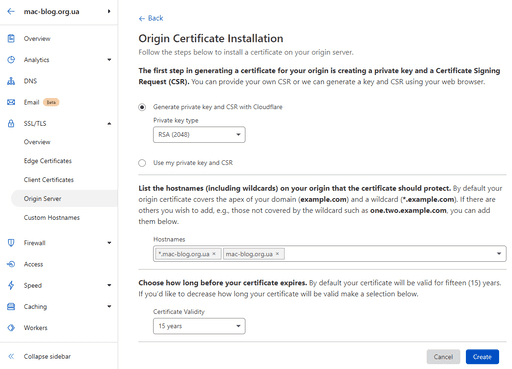 mac-blog.org.ua
Overview
Analytics
DNS
Email Beta
SSL/TLS
Overview
Edge Certificates
Client Certificates
Origin Server
Custom Hostnames
Firewall
Access
Speed
Caching
Workers
Collapse sidebar
Back
Origin Certificate Installation
Follow the steps below to install a certificate on your origin server.
The first step in generating a certificate for your origin is creating a private key and a Certificate Signing
Request (CSR). You can provide your own CSR or we can generate a key and CSR using your web browser.
Generate private key and CSR with Cloudflare
Private key type
RSA (2048)
Use my private key and CSR
List the hostnames (including wildcards) on your origin that the certificate should protect. By default your
origin certificate covers the apex of your domain (example.com) and a wildcard (*.example.com). If there are
others you wish to add, e.g., those not covered by the wildcard such as one.two.example.com, you can add
them below.
Hostnames
*.mac-blog.org.ua × mac-blog.org.ua ×
Choose how long before your certificate expires. By default your certificate will be valid for fifteen (15) years.
If you'd like to decrease how long your certificate will be valid make a selection below.
Certificate Validity
15 years
Cancel Create